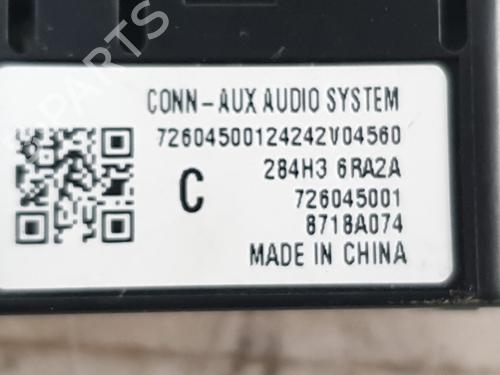 CONN-AUX AUDIO SYSTEM
72604500124242V04560
284H3 6RA2A
C
726045001
8718A074
MADE IN CHINA